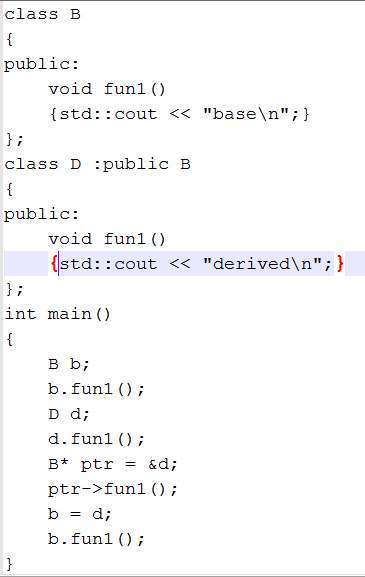 class B
{
public:
    void fun1()
    {std::cout << "base\n";}
};
class D :public B
{
public:
    void fun1()
    {std::cout << "derived\n";}
};
int main()
{
    B b;
    b.fun1();
    D d;
    d.fun1();
    B* ptr = &d;
    ptr->fun1();
    b = d;
    b.fun1();
}